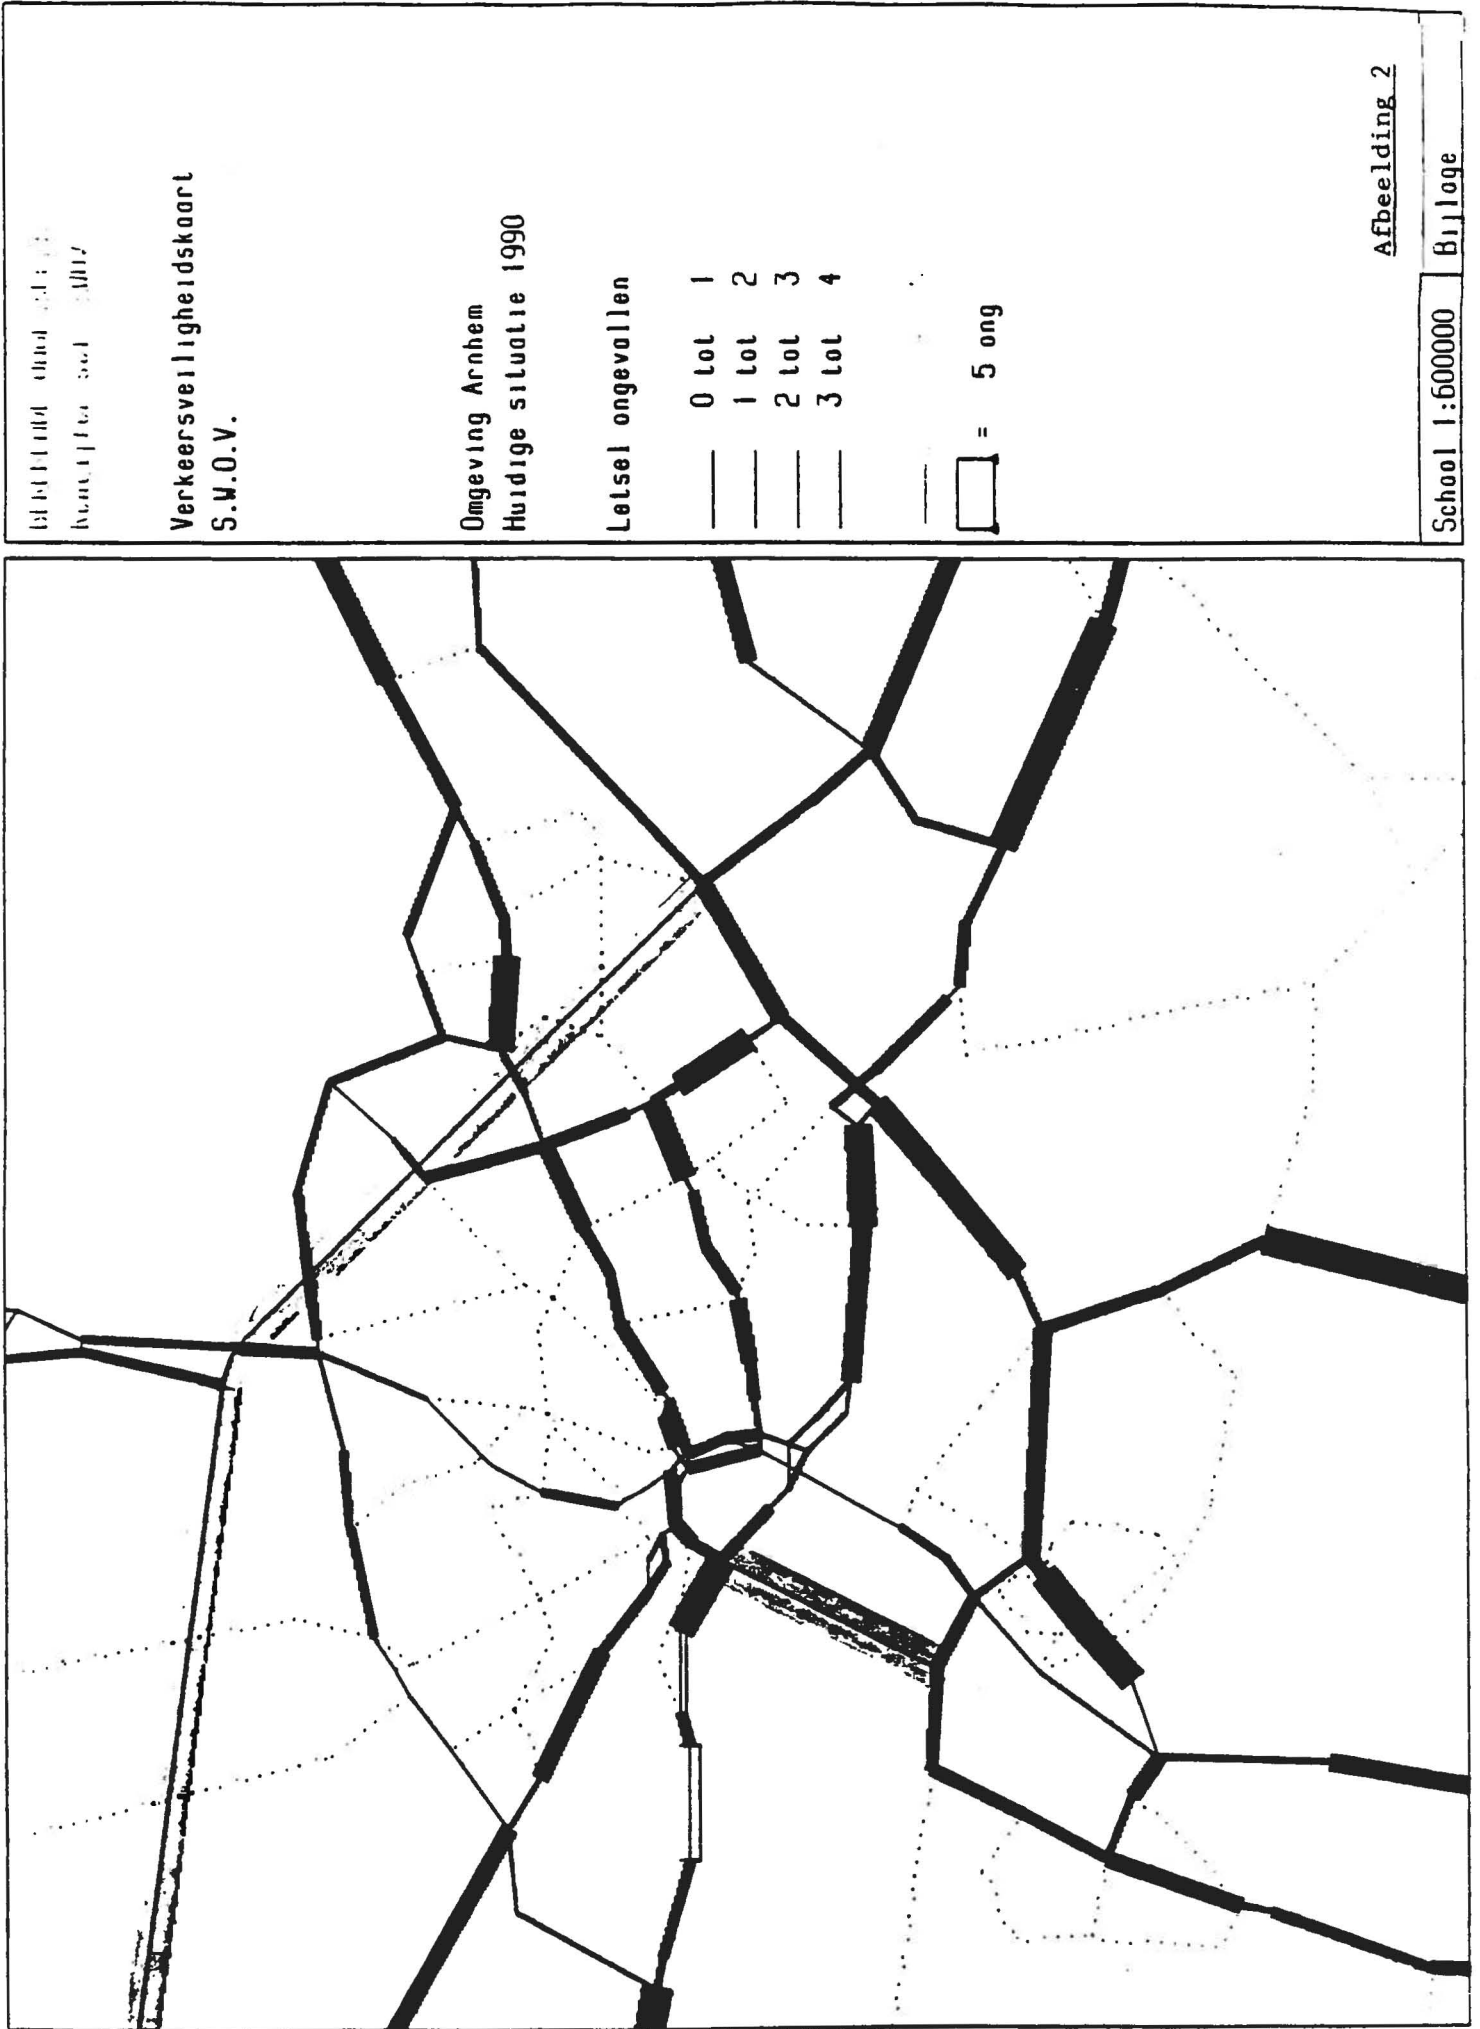 Verkeersveiligheidskaart
S.W.O.V.
Omgeving Arnhem
Huidige situatie 1990
Letsel ongevallen
0 tot 1
1 tot 2
2 tot 3
3 tot 4
= 5 ong
Afbeelding 2
Schaal 1:600000
Bijlage